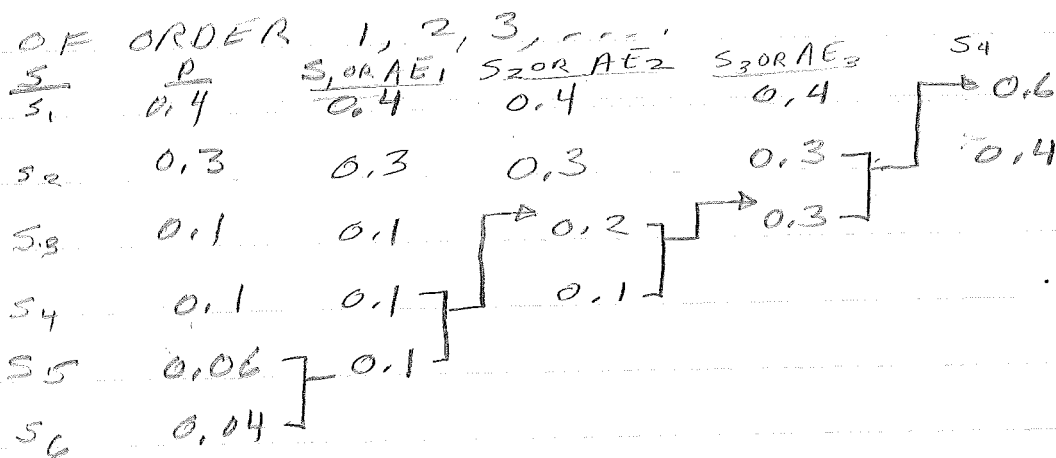 OF ORDER 1, 2, 3, ....
S P S, OR AE1 S2 OR AE2 S3 OR AE3 S4
S1 0.4 0.4 0.4 0.4 0.6
S2 0.3 0.3 0.3 0.3 0.4
S3 0.1 0.1 0.2 0.3
S4 0.1 0.1 0.1
S5 0.06 0.1
S6 0.04